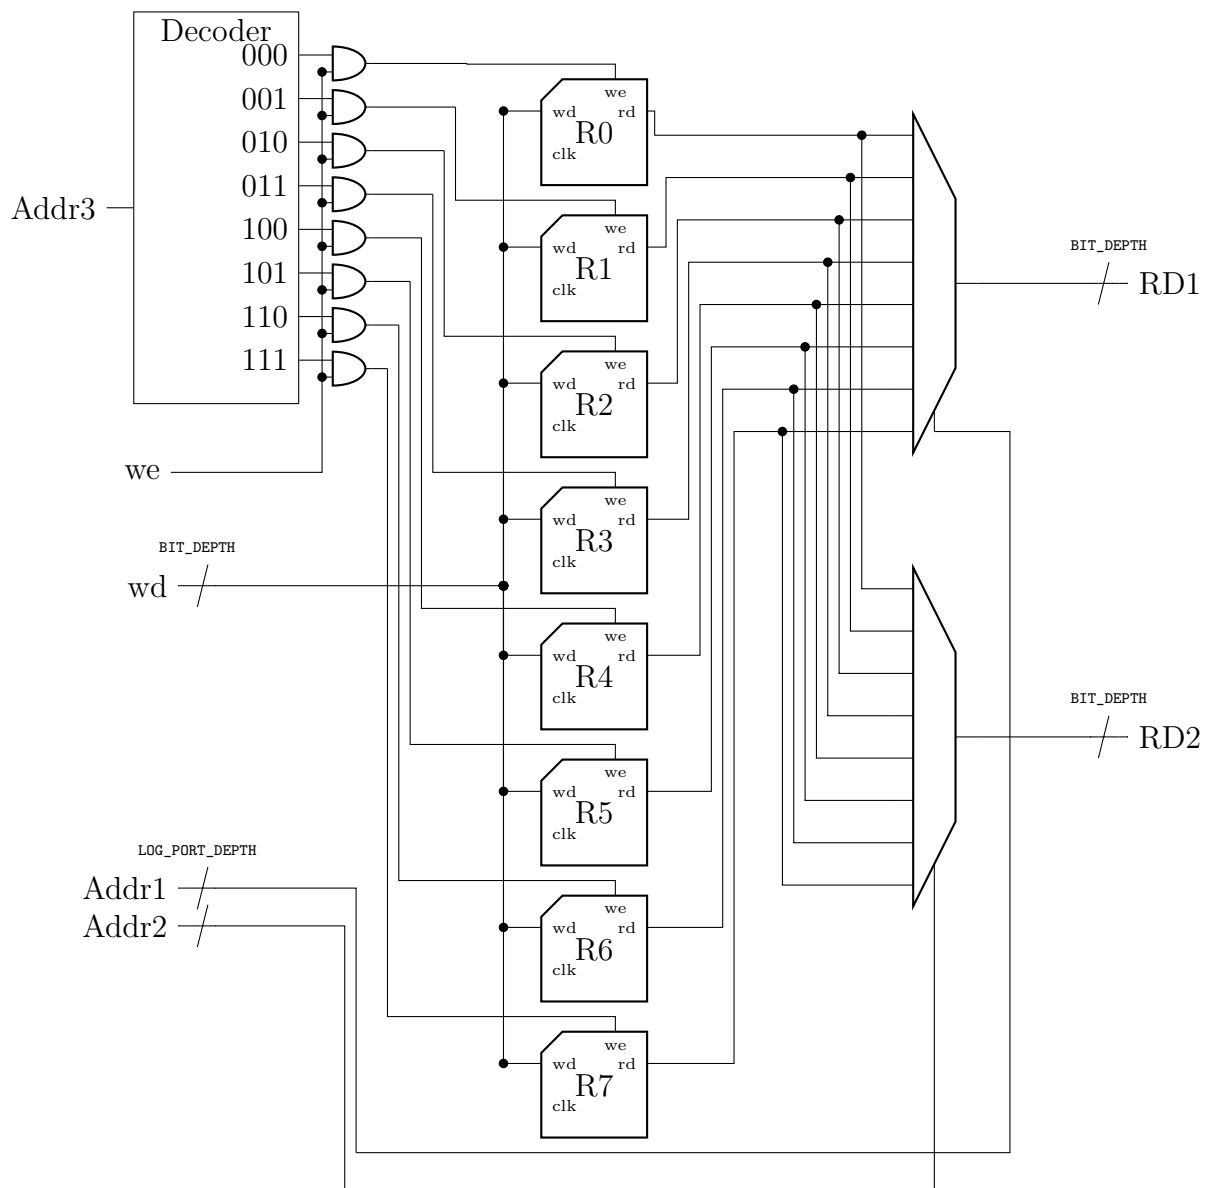 Decoder
000
001
010
011
100
101
110
111
Addr3
we
BIT_DEPTH
wd
LOG_PORT_DEPTH
Addr1
Addr2
we
wd rd
R0
clk
we
wd rd
R1
clk
we
wd rd
R2
clk
we
wd rd
R3
clk
we
wd rd
R4
clk
we
wd rd
R5
clk
we
wd rd
R6
clk
we
wd rd
R7
clk
BIT_DEPTH
RD1
BIT_DEPTH
RD2